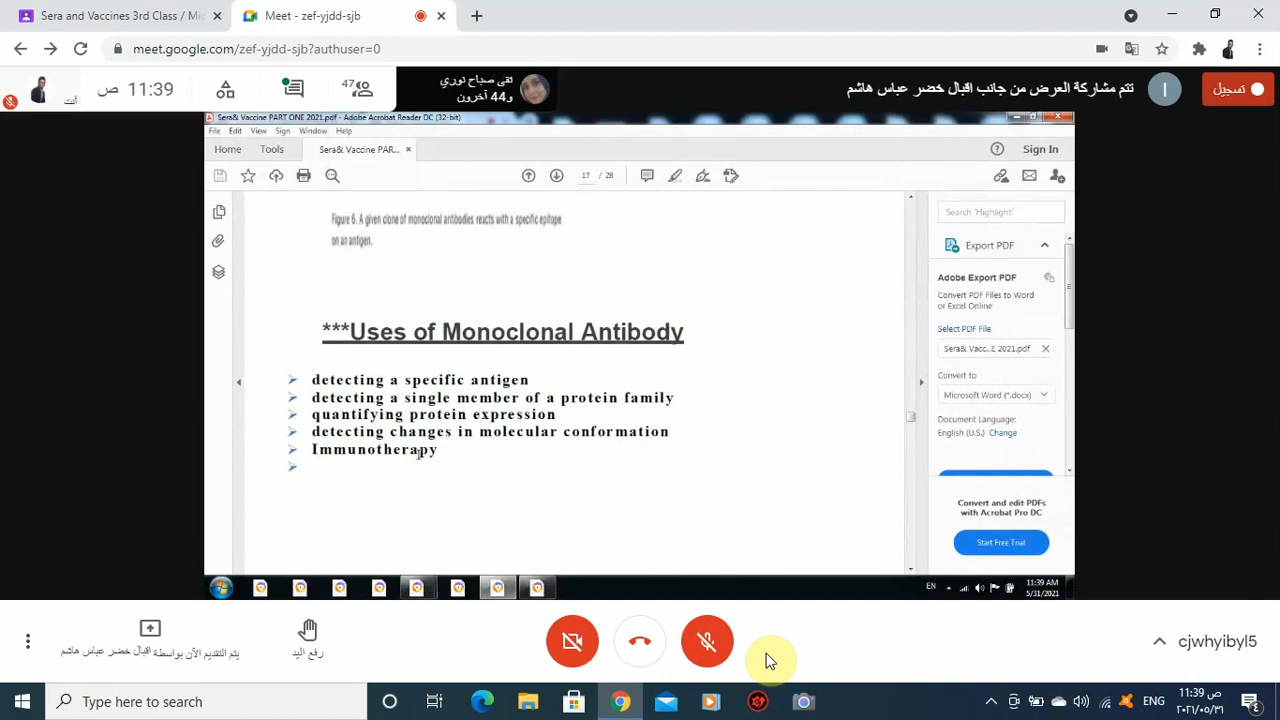 Sera and Vaccines 3rd Class / Mic
Meet - zef-yjdd-sjb
meet.google.com/zef-yjdd-sjb?authuser=0
11:39 ص
47
أنت
تقى صباح نوري
و44 آخرون
تتم مشاركة العرض من جانب اقبال خضر عباس هاشم
I
تسجيل
Sera& Vaccine PART ONE 2021.pdf - Adobe Acrobat Reader DC (32-bit)
File Edit View Sign Window Help
Home Tools Sera& Vaccine PAR... Sign In
17 / 28
Figure 6. A given clone of monoclonal antibodies reacts with a specific epitope
on an antigen.
***Uses of Monoclonal Antibody
detecting a specific antigen
detecting a single member of a protein family
quantifying protein expression
detecting changes in molecular conformation
Immunotherapy
Search 'Highlight'
Export PDF
Adobe Export PDF
Convert PDF Files to Word
or Excel Online
Select PDF File
Sera& Vacc...E 2021.pdf
Convert to
Microsoft Word (*.docx)
Document Language:
English (U.S.) Change
Convert and edit PDFs
with Acrobat Pro DC
Start Free Trial
EN
11:39 AM
5/31/2021
يتم التقديم الآن بواسطة اقبال خضر عباس هاشم
رفع اليد
cjwhyibyl5
Type here to search
ENG
11:39 ص
٢٠٢١/٠٥/٣١